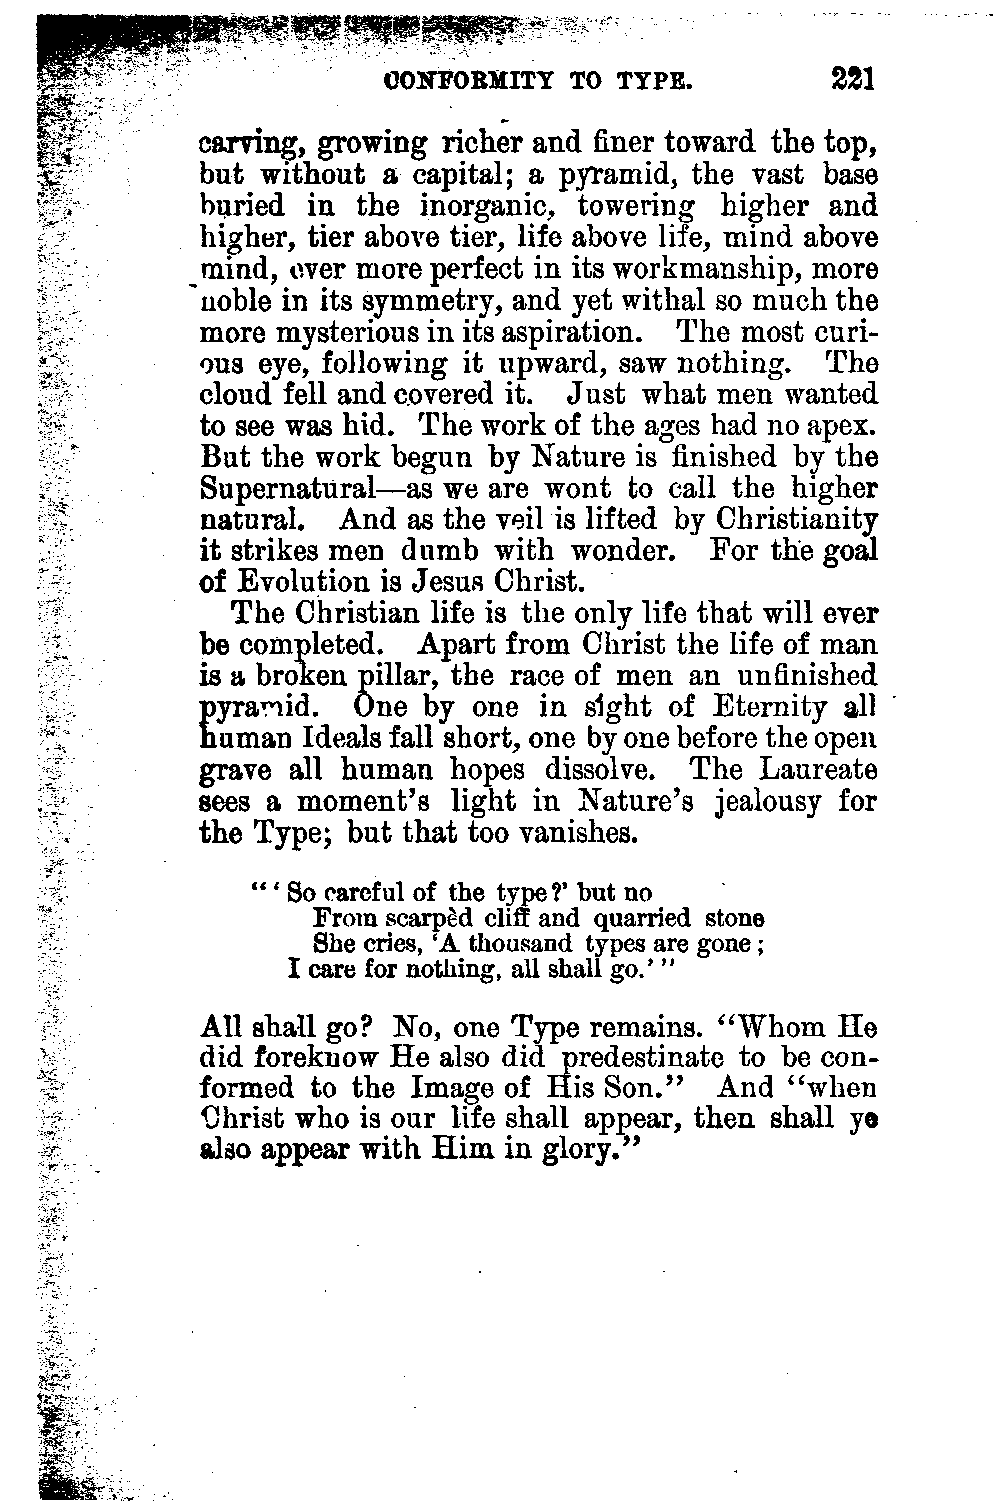 CONFORMITY TO TYPE. 221
carving, growing richer and finer toward the top,
but without a capital; a pyramid, the vast base
buried in the inorganic, towering higher and
higher, tier above tier, life above life, mind above
mind, ever more perfect in its workmanship, more
noble in its symmetry, and yet withal so much the
more mysterious in its aspiration. The most curi-
ous eye, following it upward, saw nothing. The
cloud fell and covered it. Just what men wanted
to see was hid. The work of the ages had no apex.
But the work begun by Nature is finished by the
Supernatural—as we are wont to call the higher
natural. And as the veil is lifted by Christianity
it strikes men dumb with wonder. For the goal
of Evolution is Jesus Christ.
The Christian life is the only life that will ever
be completed. Apart from Christ the life of man
is a broken pillar, the race of men an unfinished
pyramid. One by one in sight of Eternity all
human Ideals fall short, one by one before the open
grave all human hopes dissolve. The Laureate
sees a moment's light in Nature's jealousy for
the Type; but that too vanishes.
"'So careful of the type?' but no
From scarpèd cliff and quarried stone
She cries, 'A thousand types are gone;
I care for nothing, all shall go.'"
All shall go? No, one Type remains. "Whom He
did foreknow He also did predestinate to be con-
formed to the Image of His Son." And "when
Christ who is our life shall appear, then shall ye
also appear with Him in glory."